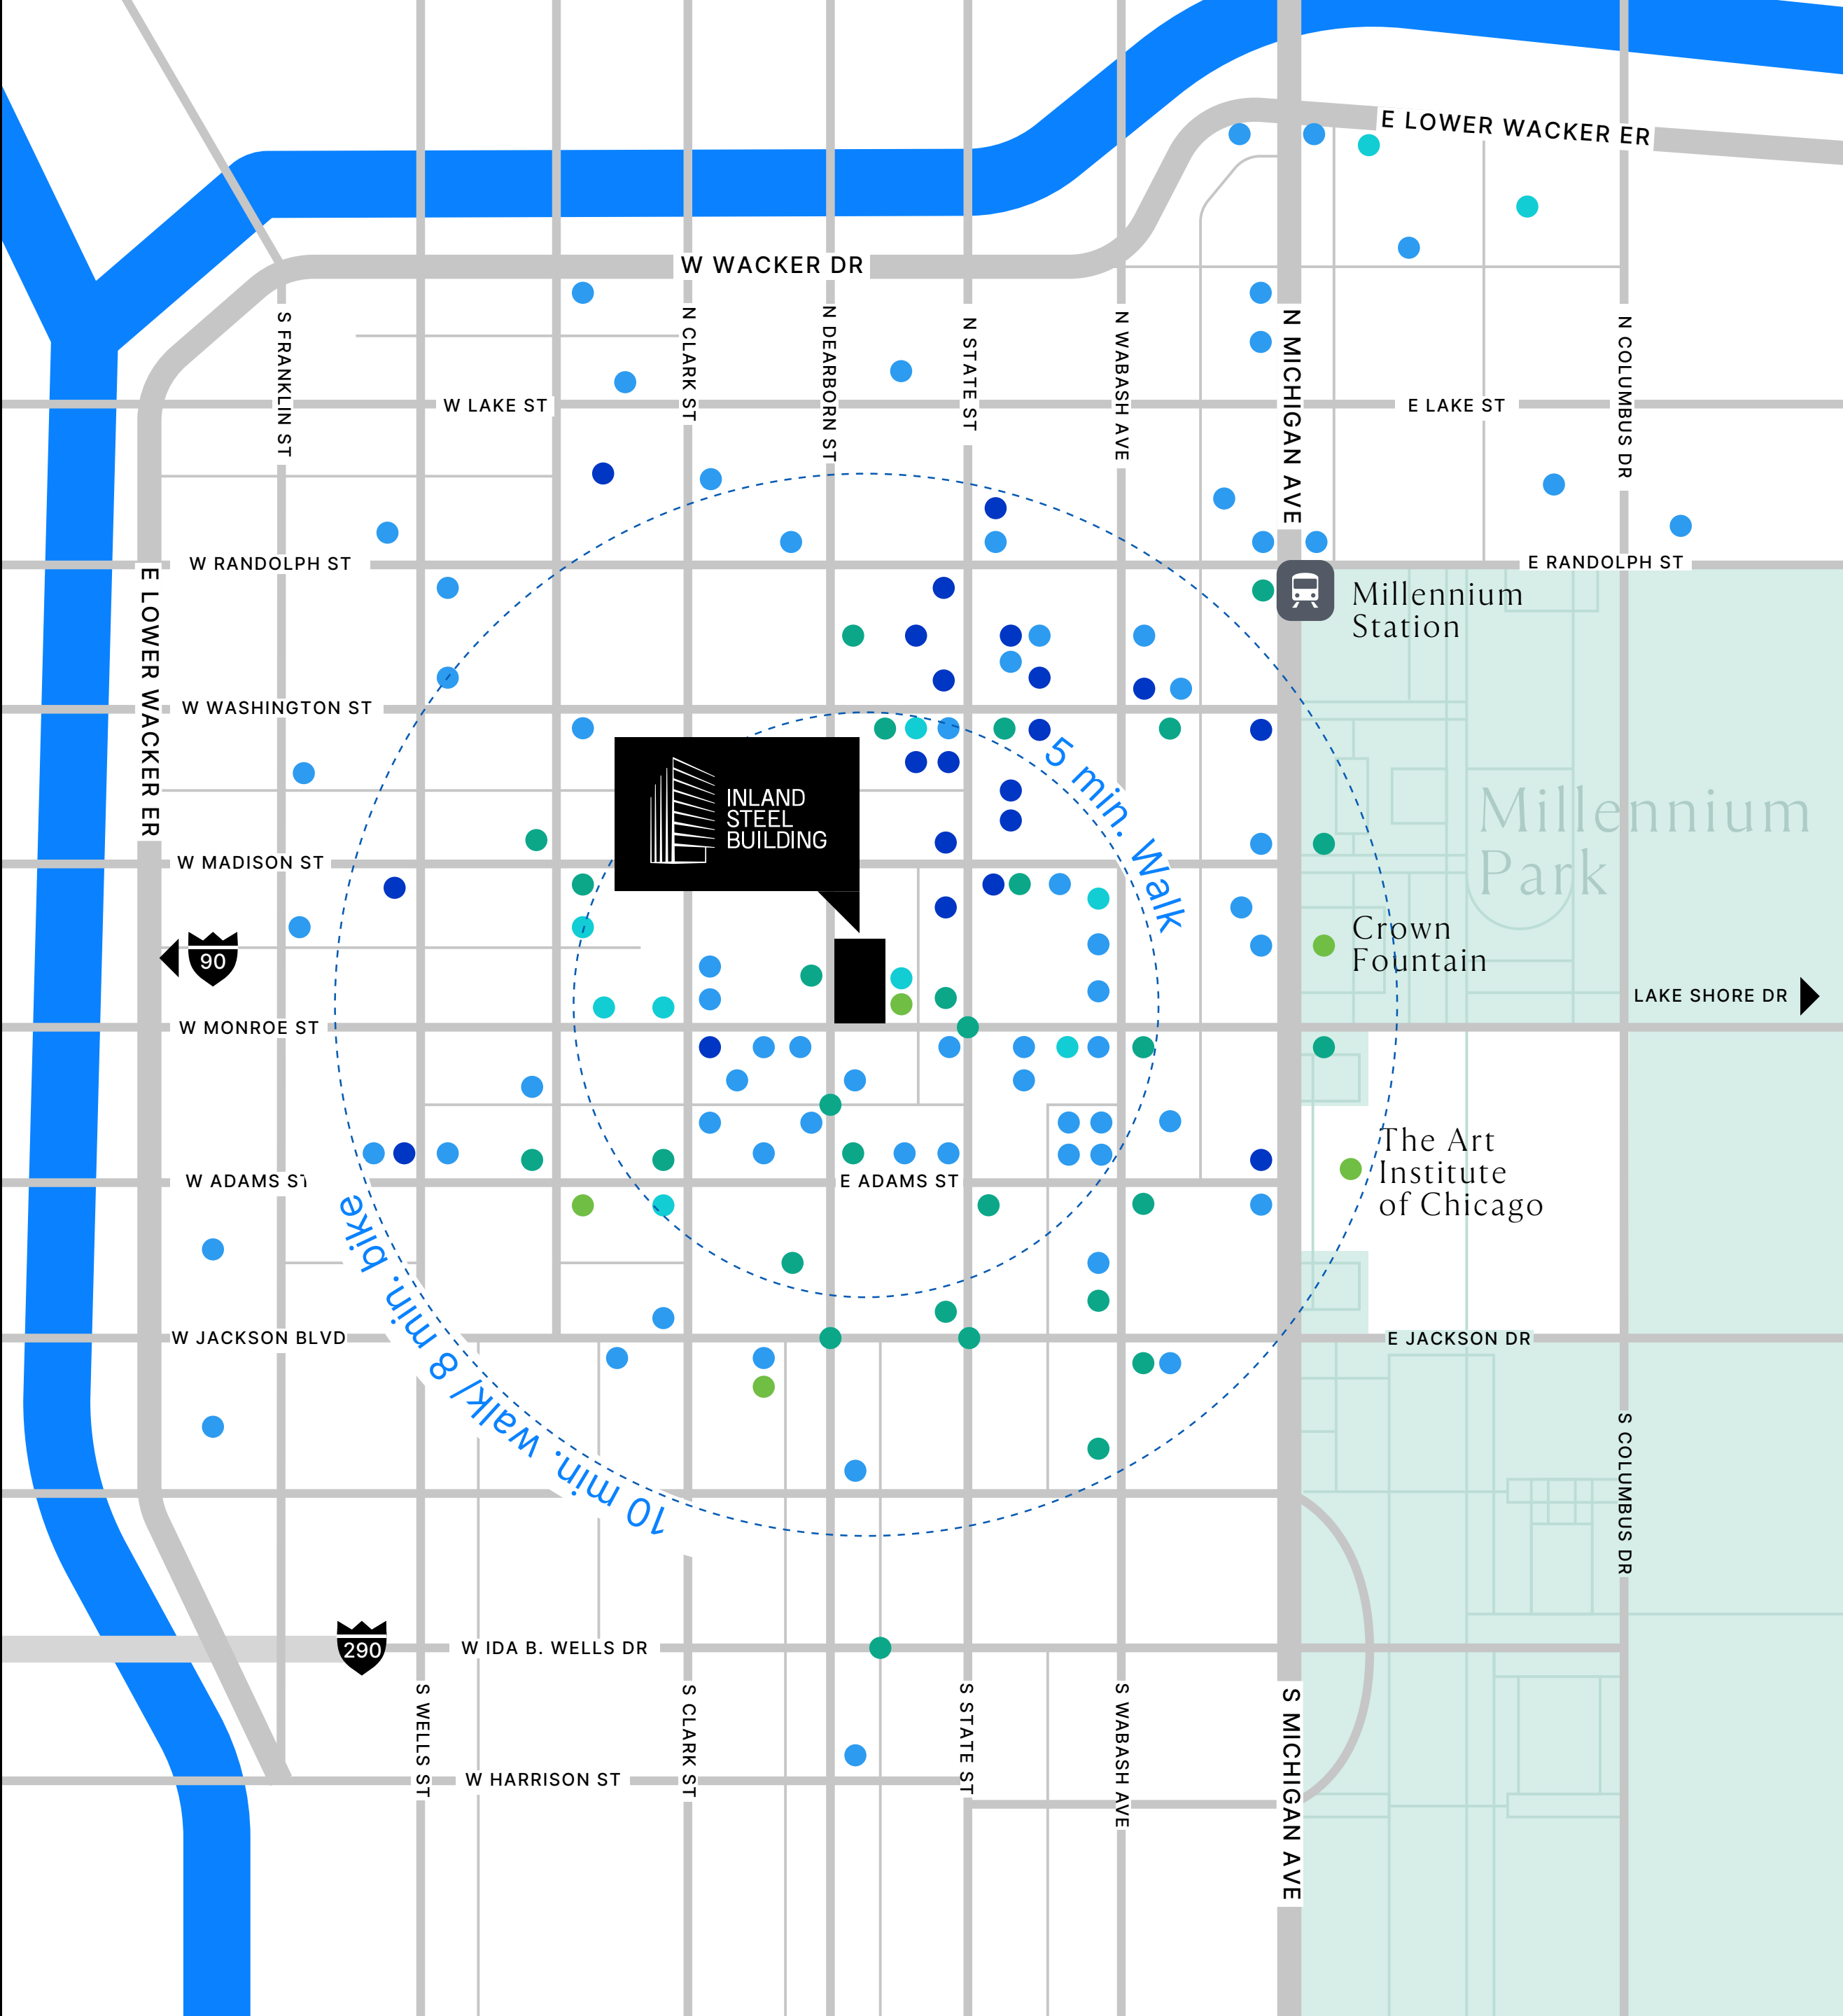 E LOWER WACKER ER
W WACKER DR
S FRANKLIN ST
N CLARK ST
N DEARBORN ST
N STATE ST
N WABASH AVE
N MICHIGAN AVE
N COLUMBUS DR
W LAKE ST
E LAKE ST
W RANDOLPH ST
E RANDOLPH ST
E LOWER WACKER ER
Millennium
Station
W WASHINGTON ST
5 min. Walk
INLAND
STEEL
BUILDING
Millennium
Park
W MADISON ST
Crown
Fountain
90
LAKE SHORE DR
W MONROE ST
The Art
Institute
of Chicago
W ADAMS ST
E ADAMS ST
10 min. walk/ 8 min. bike
W JACKSON BLVD
E JACKSON DR
S COLUMBUS DR
290
W IDA B. WELLS DR
S WELLS ST
S CLARK ST
S STATE ST
S WABASH AVE
S MICHIGAN AVE
W HARRISON ST